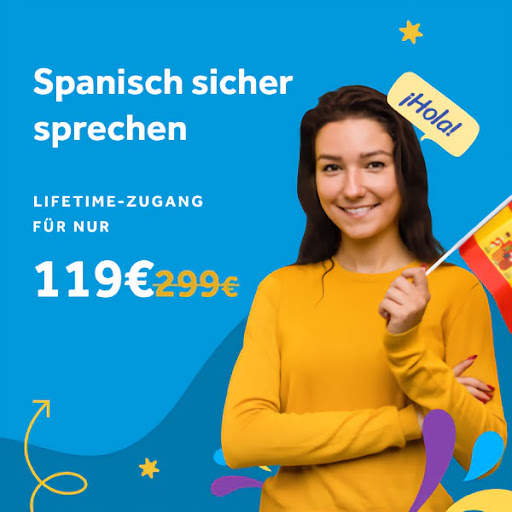 Spanisch sicher
sprechen
¡Hola!
LIFETIME-ZUGANG
FÜR NUR
119€ 299€